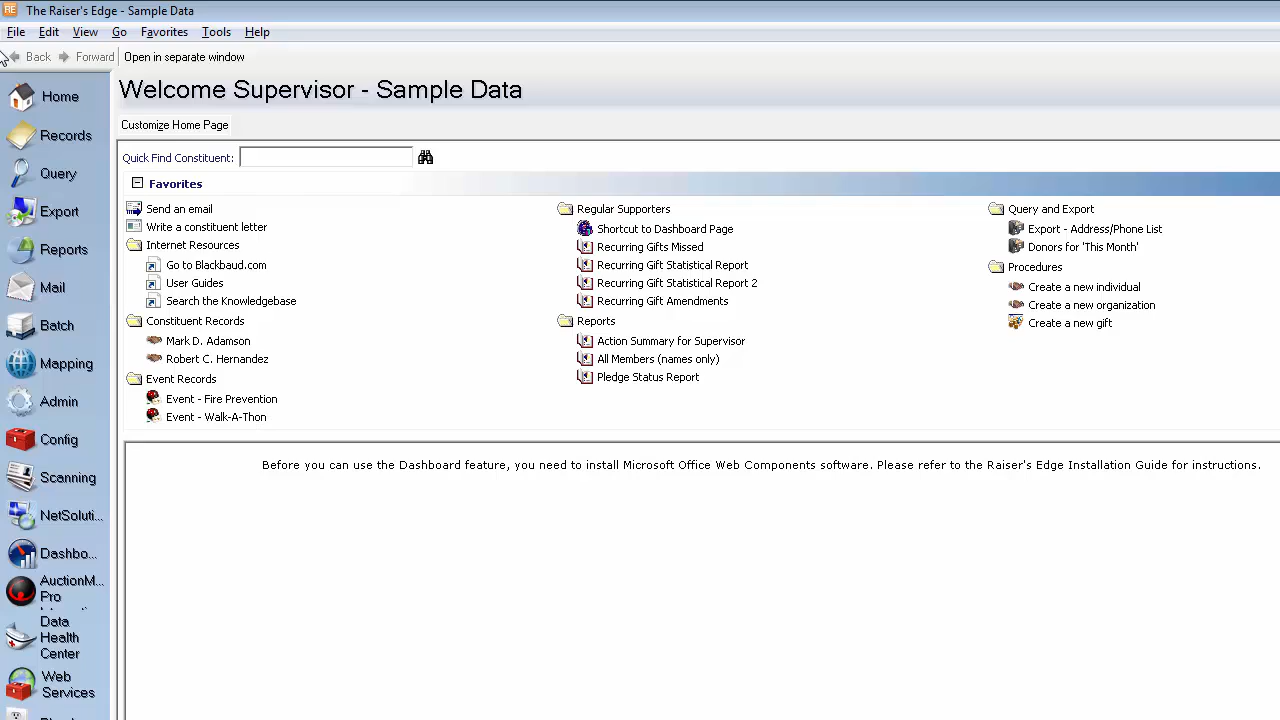 The Raiser's Edge - Sample Data
File Edit View Go Favorites Tools Help
Back Forward Open in separate window
Welcome Supervisor - Sample Data
Customize Home Page
Quick Find Constituent:
Home
Records
Query
Export
Reports
Mail
Batch
Mapping
Admin
Config
Scanning
NetSoluti...
Dashbo...
AuctionM...
Pro
Data
Health
Center
Web
Services
Favorites
Send an email
Write a constituent letter
Internet Resources
Go to Blackbaud.com
User Guides
Search the Knowledgebase
Constituent Records
Mark D. Adamson
Robert C. Hernandez
Event Records
Event - Fire Prevention
Event - Walk-A-Thon
Regular Supporters
Shortcut to Dashboard Page
Recurring Gifts Missed
Recurring Gift Statistical Report
Recurring Gift Statistical Report 2
Recurring Gift Amendments
Reports
Action Summary for Supervisor
All Members (names only)
Pledge Status Report
Query and Export
Export - Address/Phone List
Donors for 'This Month'
Procedures
Create a new individual
Create a new organization
Create a new gift
Before you can use the Dashboard feature, you need to install Microsoft Office Web Components software. Please refer to the Raiser's Edge Installation Guide for instructions.